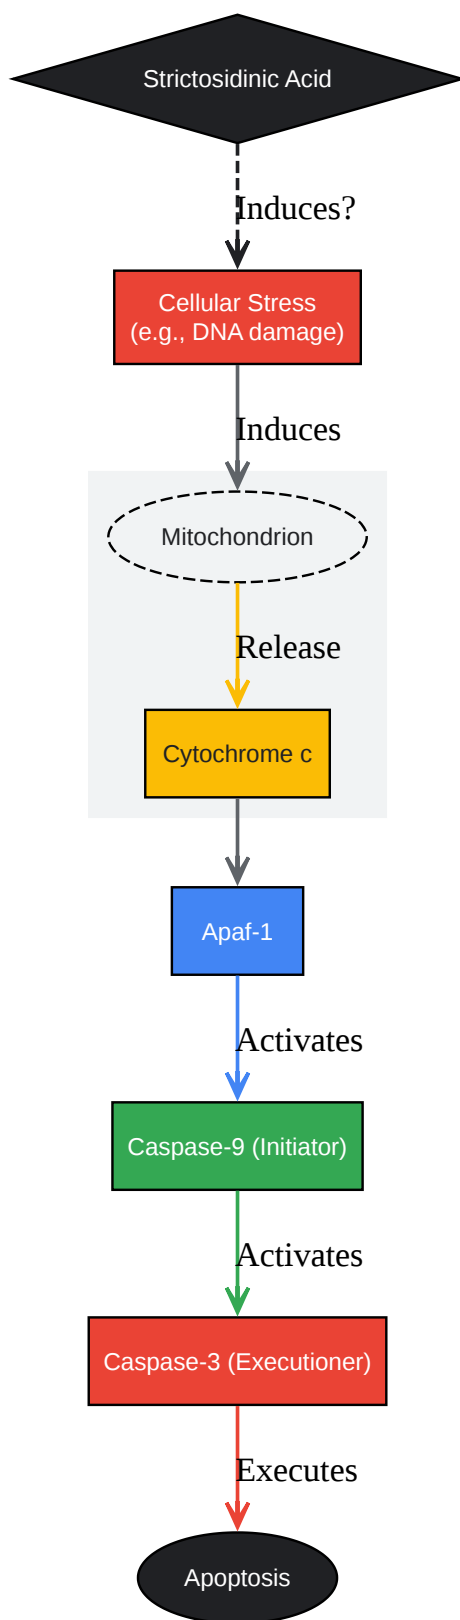 Strictosidinic Acid
Induces?
Cellular Stress
(e.g., DNA damage)
Induces
Mitochondrion
Release
Cytochrome c
Apaf-1
Activates
Caspase-9 (Initiator)
Activates
Caspase-3 (Executioner)
Executes
Apoptosis